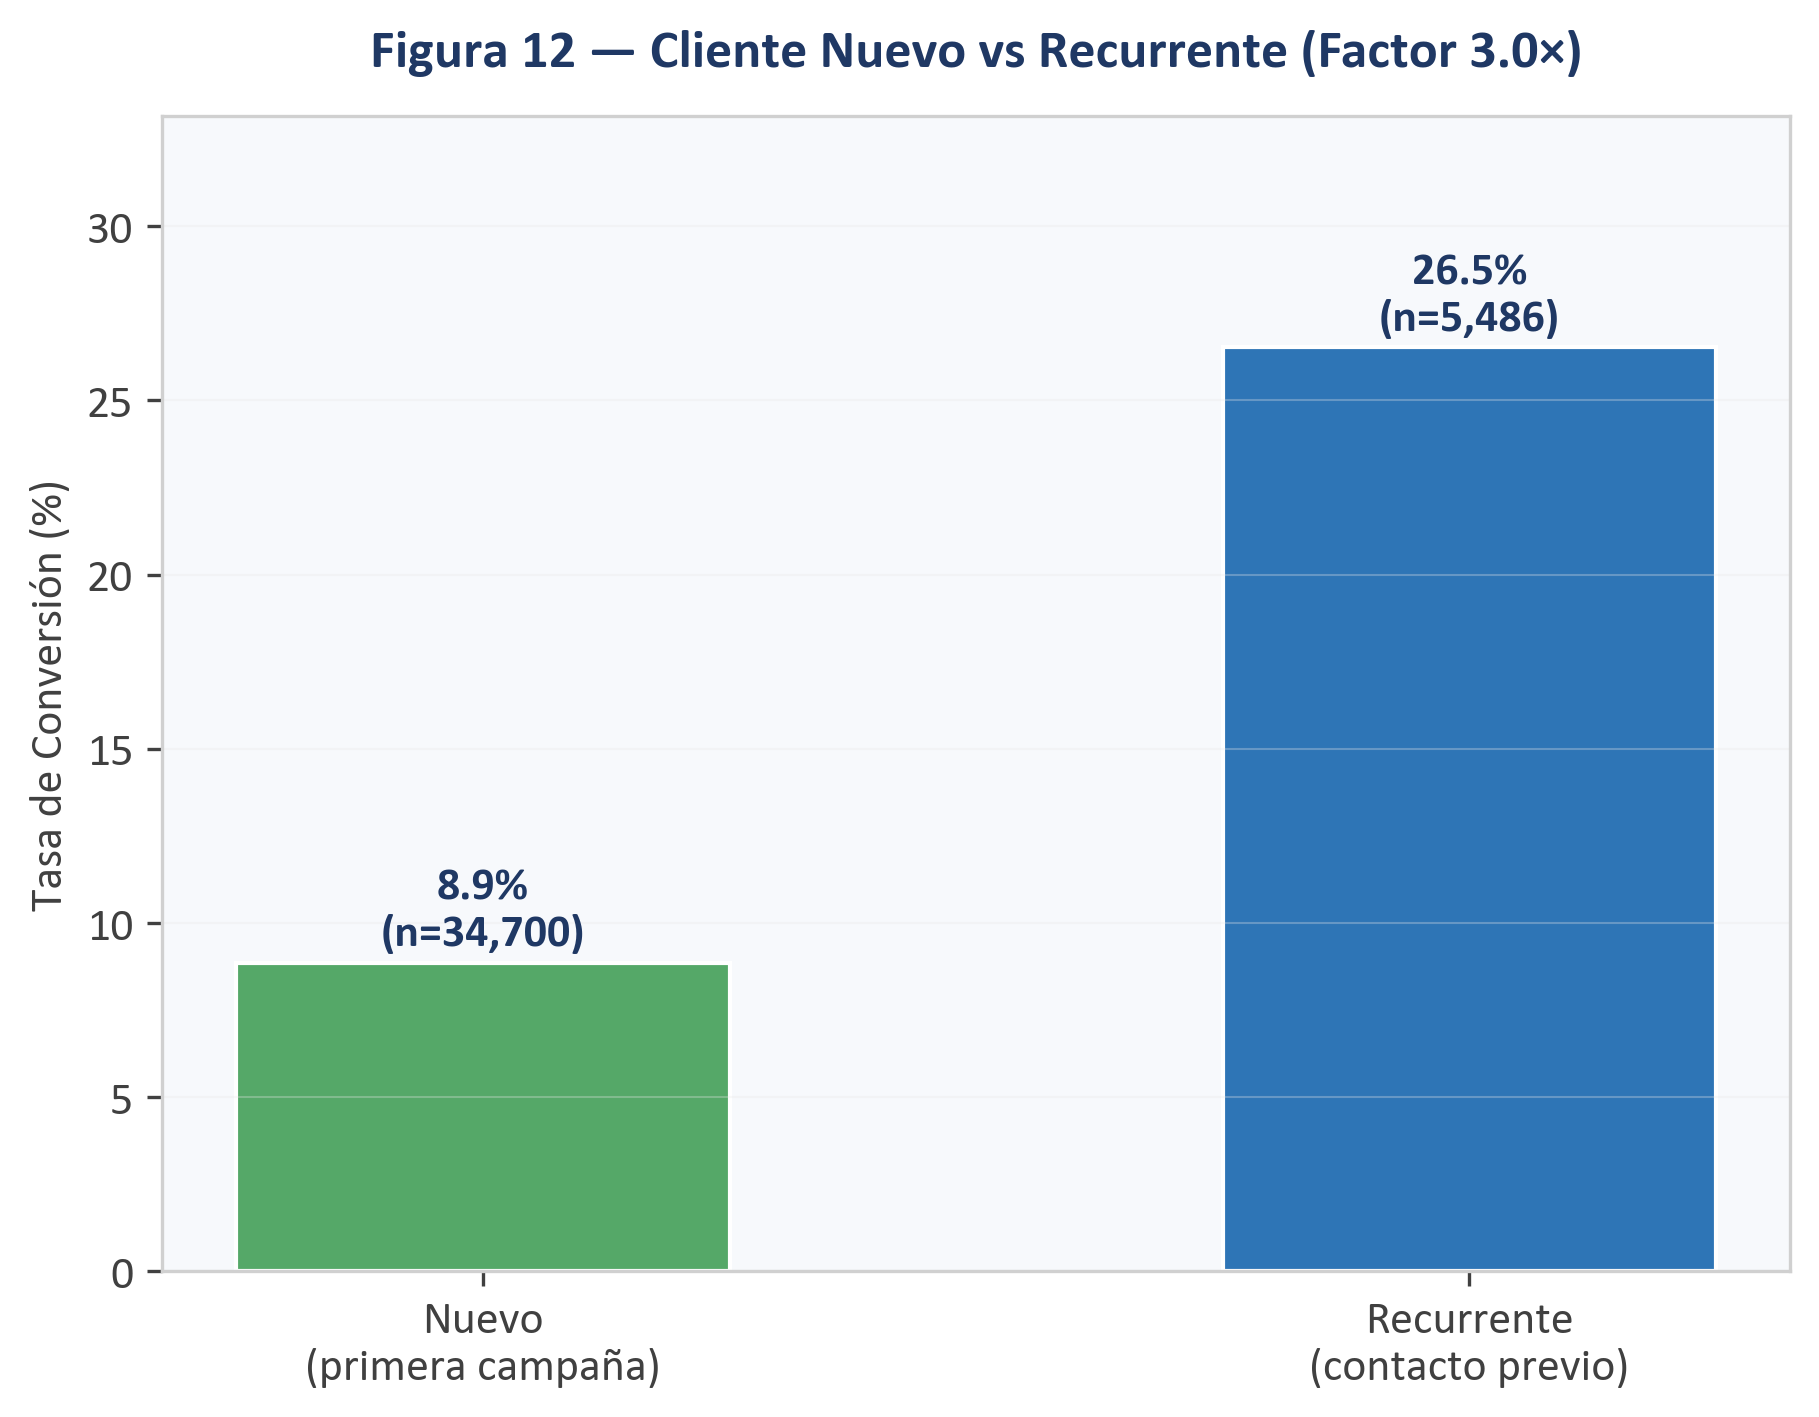 Figura 12 — Cliente Nuevo vs Recurrente (Factor 3.0×)
Tasa de Conversión (%)
30
25
20
15
10
5
0
26.5%
(n=5,486)
8.9%
(n=34,700)
Nuevo
(primera campaña)
Recurrente
(contacto previo)